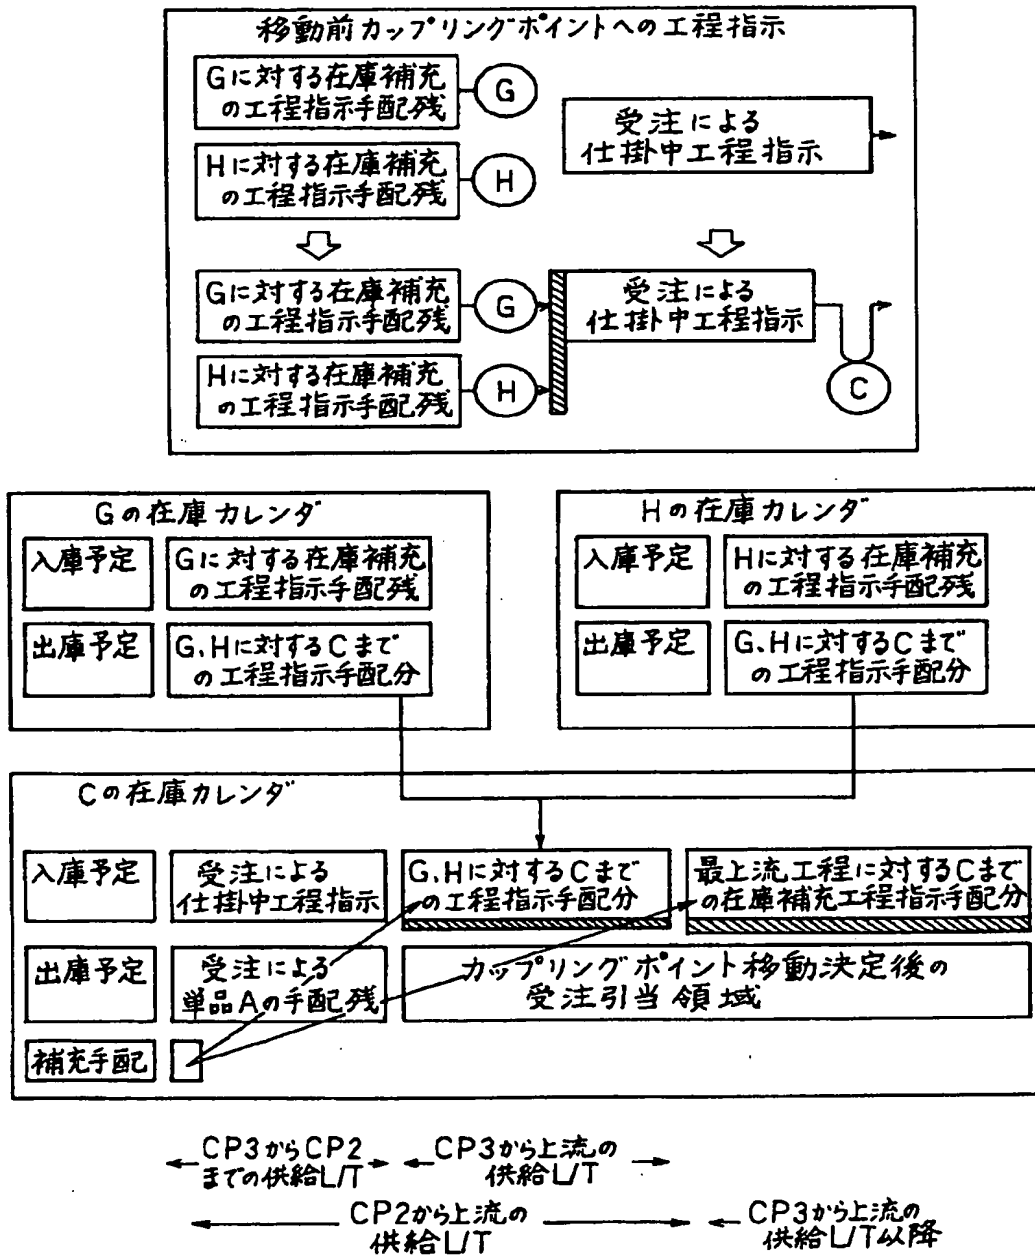 移動前カップリングポイントへの工程指示
Gに対する在庫補充
の工程指示手配残
G
受注による
仕掛中工程指示
Hに対する在庫補充
の工程指示手配残
H
Gに対する在庫補充
の工程指示手配残
G
受注による
仕掛中工程指示
Hに対する在庫補充
の工程指示手配残
H
C
Gの在庫カレンダ
入庫予定
Gに対する在庫補充
の工程指示手配残
出庫予定
G,Hに対するCまで
の工程指示手配分
Hの在庫カレンダ
入庫予定
Hに対する在庫補充
の工程指示手配残
出庫予定
G,Hに対するCまで
の工程指示手配分
Cの在庫カレンダ
入庫予定
受注による
仕掛中工程指示
G,Hに対するCまで
の工程指示手配分
最上流工程に対するCまで
の在庫補充工程指示手配分
出庫予定
受注による
単品Aの手配残
カップリングポイント移動決定後の
受注引当領域
補充手配
CP3からCP2
までの供給L/T
CP3から上流の
供給L/T
CP2から上流の
供給L/T
CP3から上流の
供給L/T以降